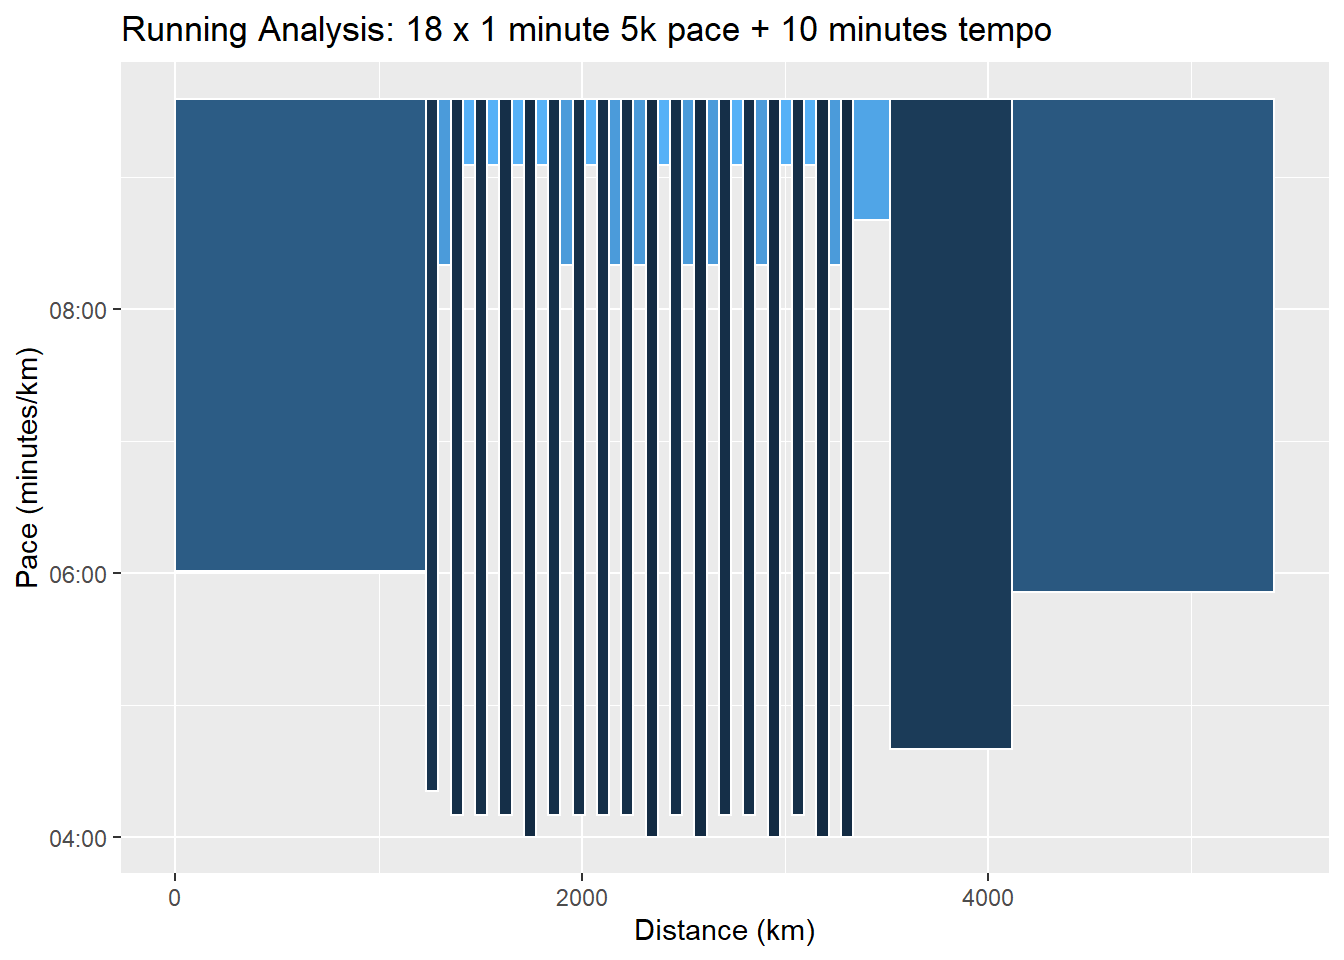 Running Analysis: 18 x 1 minute 5k pace + 10 minutes tempo
Pace (minutes/km)
08:00
06:00
04:00
0
2000
4000
Distance (km)